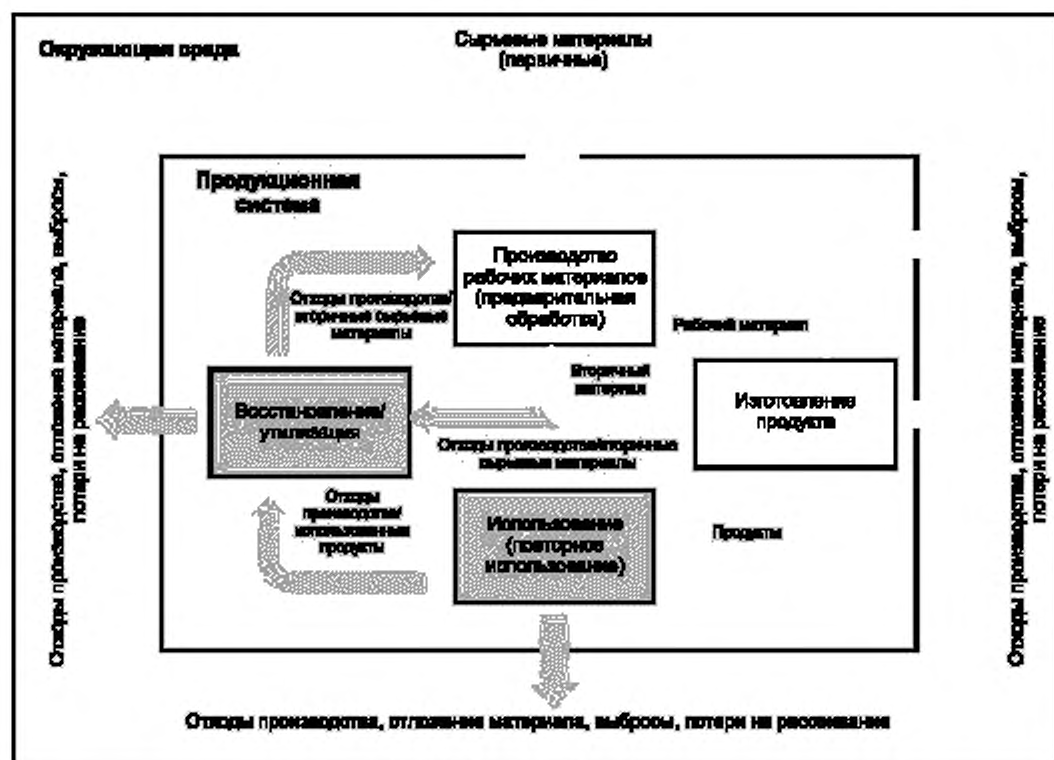 Окружающая среда
Сырьевые материалы
(первичные)
Продукционная
система
Производство
рабочих материалов
(предварительная
обработка)
Отходы производства/
вторичные сырьевые
материалы
Рабочий материал
Вторичный
материал
Восстановление/
утилизация
Изготовление
продукта
Отходы производства/вторичные
сырьевые материалы
Отходы
производства/
использованные
продукты
Использование
(повторное
использование)
Продукты
Отходы производства, отложение материала, выбросы,
потери на рассеивание
Отходы производства, отложение материала, выбросы,
потери на рассеивание
Отходы производства, отложение материала, выбросы, потери на рассеивание